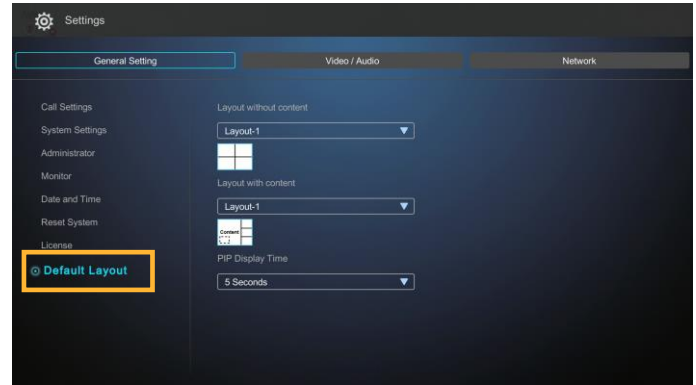 Settings
General Setting
Video / Audio
Network
Call Settings
System Settings
Administrator
Monitor
Date and Time
Reset System
License
Default Layout
Layout without content
Layout-1
Layout with content
Layout-1
Content
PIP Display Time
5 Seconds